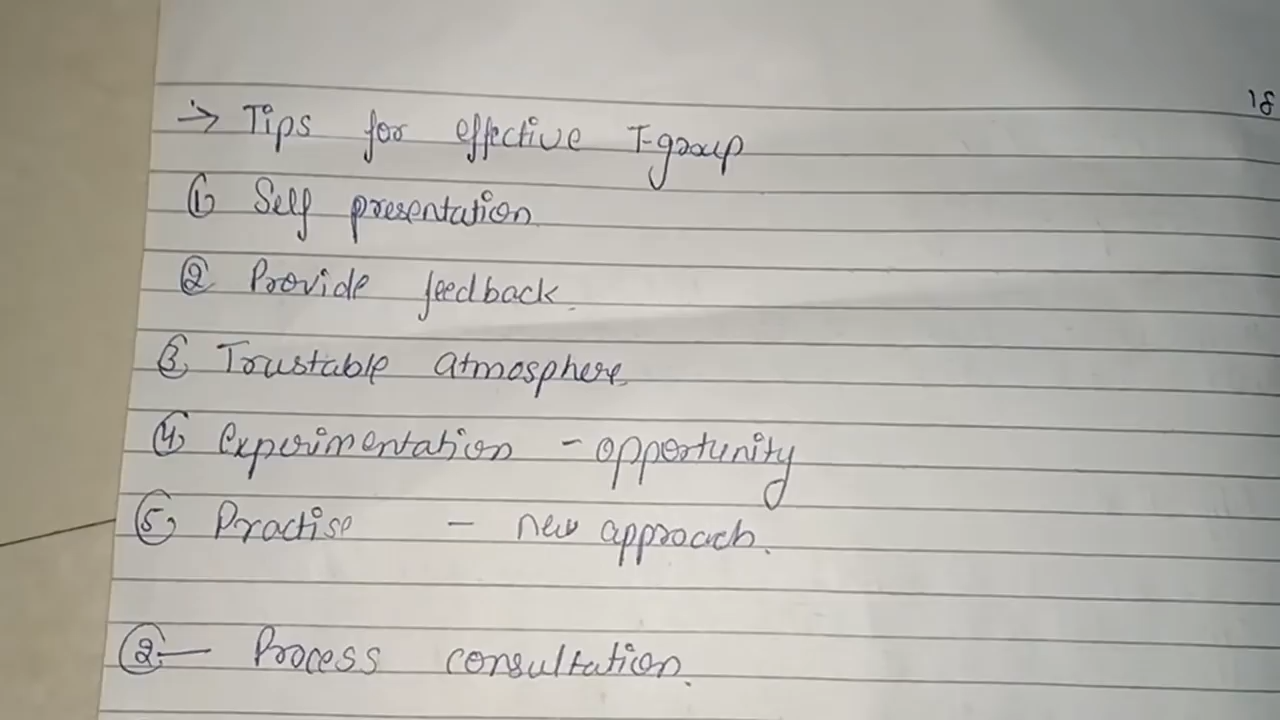 18
→ Tips for effective T-group
① Self presentation
② Provide feedback.
③ Trustable atmosphere
④ experimentation - opportunity
⑤ Practise - new approach.
②— Process consultation.